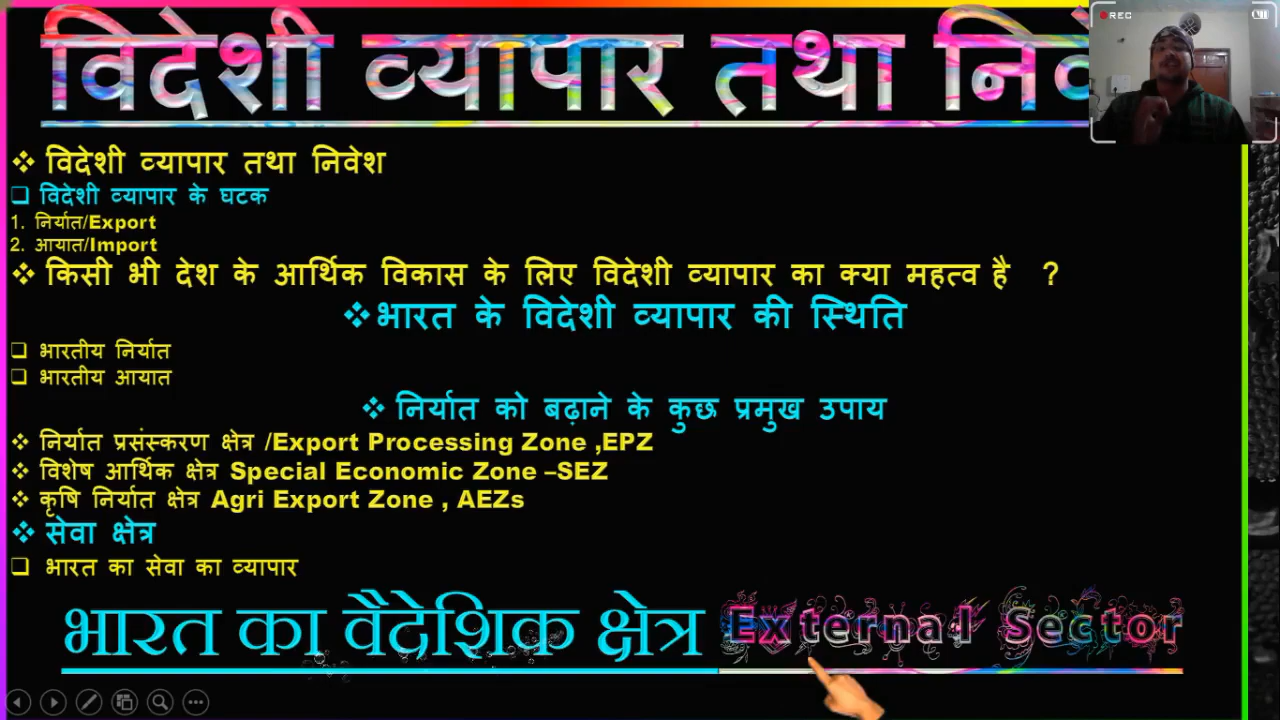 विदेशी व्यापार तथा
REC
❖ विदेशी व्यापार तथा निवेश
❑ विदेशी व्यापार के घटक
1. निर्यात/Export
2. आयात/Import
❖ किसी भी देश के आर्थिक विकास के लिए विदेशी व्यापार का क्या महत्व है ?
❖भारत के विदेशी व्यापार की स्थिति
❑ भारतीय निर्यात
❑ भारतीय आयात
❖ निर्यात को बढ़ाने के कुछ प्रमुख उपाय
❖ निर्यात प्रसंस्करण क्षेत्र /Export Processing Zone ,EPZ
❖ विशेष आर्थिक क्षेत्र Special Economic Zone –SEZ
❖ कृषि निर्यात क्षेत्र Agri Export Zone , AEZs
❖ सेवा क्षेत्र
❑ भारत का सेवा का व्यापार
भारत का वैदेशिक क्षेत्र External Sector